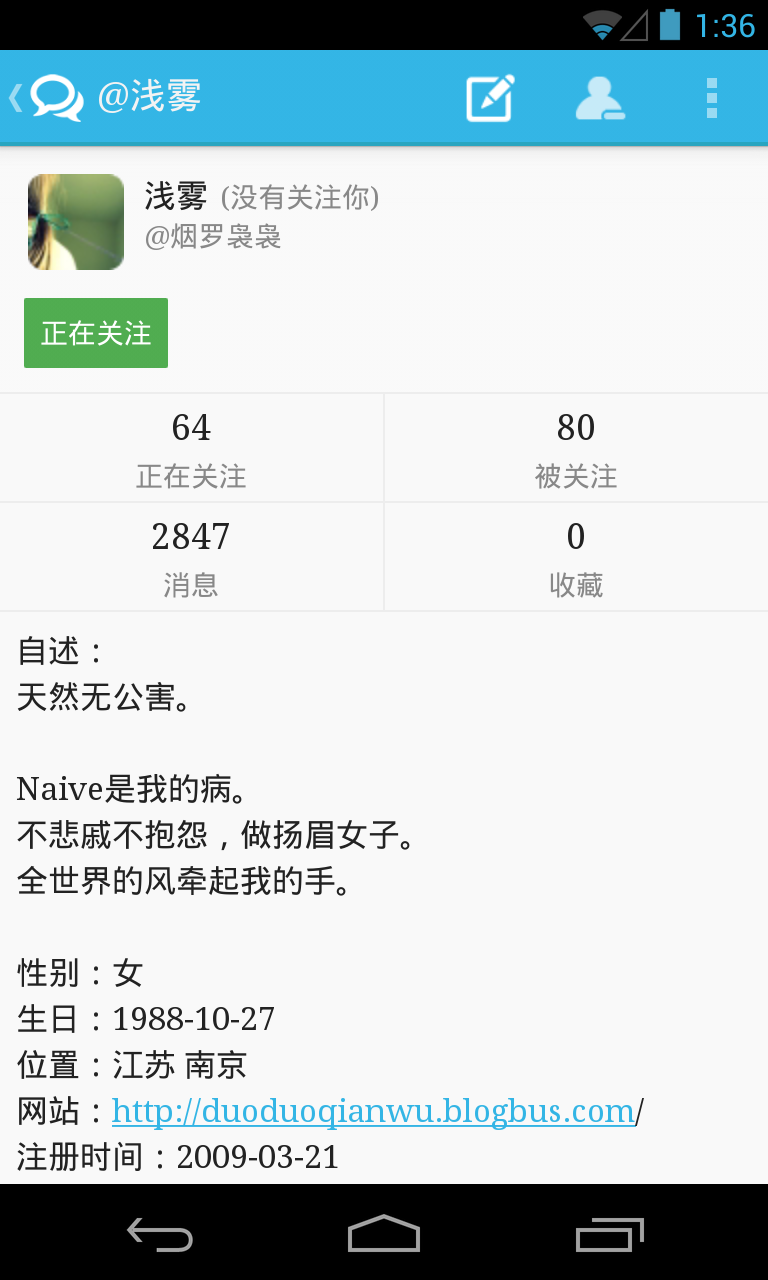 1:36
@浅雾
浅雾 (没有关注你)
@烟罗袅袅
正在关注
64
正在关注
80
被关注
2847
消息
0
收藏
自述：
天然无公害。
Naive是我的病。
不悲戚不抱怨，做扬眉女子。
全世界的风牵起我的手。
性别：女
生日：1988-10-27
位置：江苏 南京
网站：http://duoduoqianwu.blogbus.com/
注册时间：2009-03-21